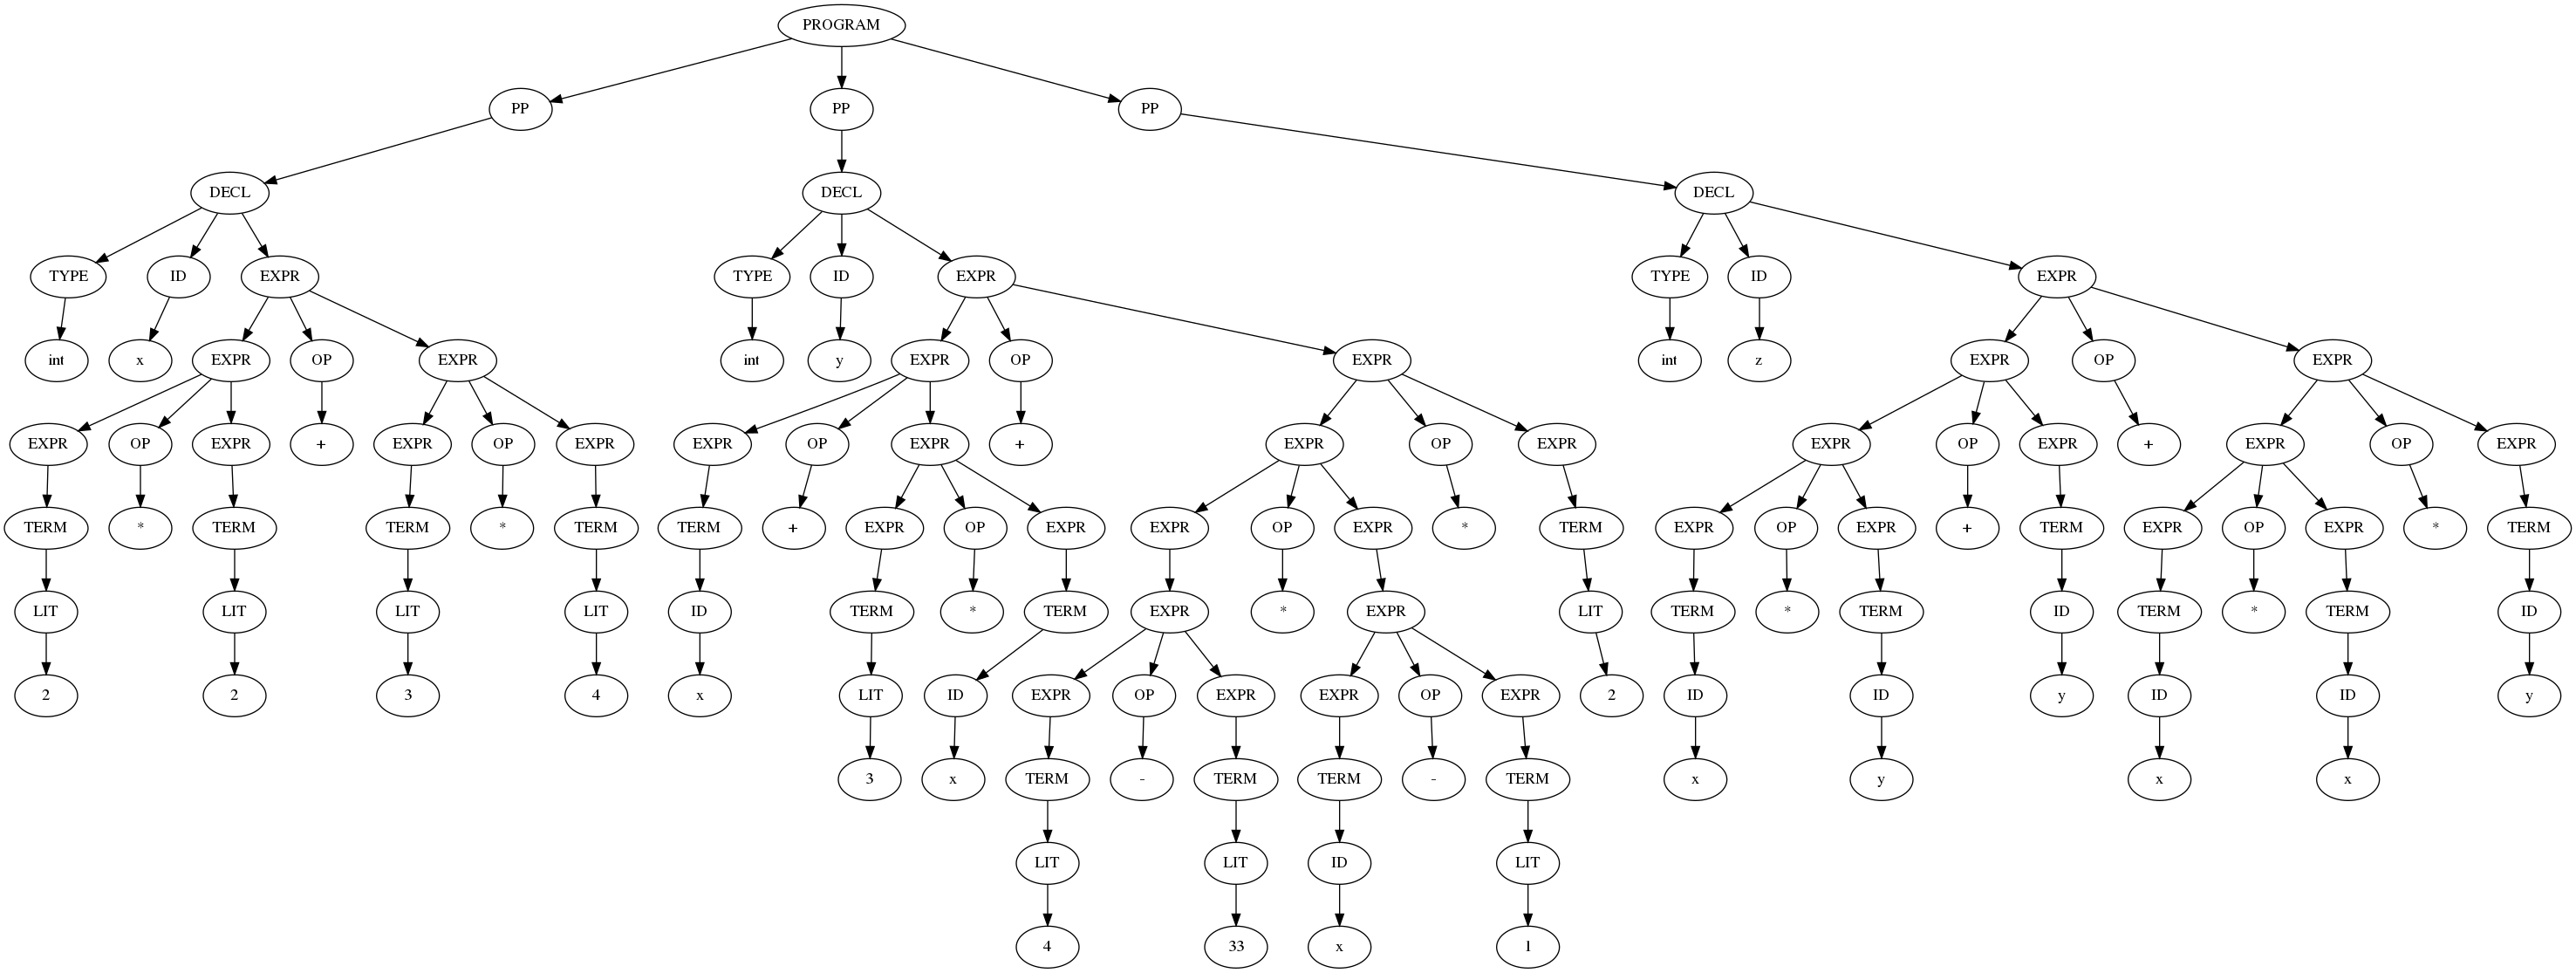 PROGRAM
PP PP PP
DECL DECL DECL
TYPE ID EXPR TYPE ID EXPR TYPE ID EXPR
int x EXPR OP EXPR int y EXPR OP EXPR int z EXPR OP EXPR
EXPR OP EXPR + EXPR OP EXPR EXPR OP EXPR + EXPR OP EXPR EXPR OP EXPR + EXPR OP EXPR
TERM * TERM TERM * TERM TERM + EXPR OP EXPR EXPR OP EXPR * TERM EXPR OP EXPR + TERM EXPR OP EXPR * TERM
LIT LIT LIT LIT ID TERM * TERM EXPR * EXPR LIT TERM * TERM ID TERM * TERM ID
2 2 3 4 x LIT ID EXPR OP EXPR EXPR OP EXPR 2 ID ID y ID ID y
3 x TERM - TERM TERM - TERM x y x x
LIT LIT ID LIT
4 33 x 1